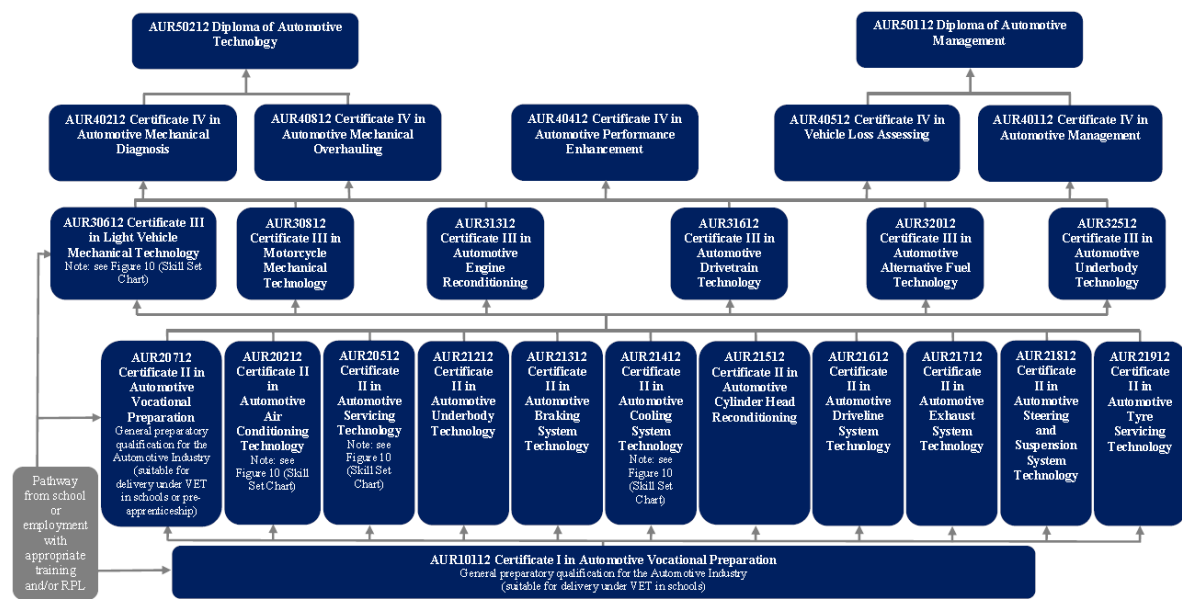 AUR50212 Diploma of Automotive
Technology
AUR50112 Diploma of Automotive
Management
AUR40212 Certificate IV in
Automotive Mechanical
Diagnosis
AUR40812 Certificate IV in
Automotive Mechanical
Overhauling
AUR40412 Certificate IV in
Automotive Performance
Enhancement
AUR40512 Certificate IV in
Vehicle Loss Assessing
AUR40112 Certificate IV in
Automotive Management
AUR30612 Certificate III
in Light Vehicle
Mechanical Technology
Note: see Figure 10 (Skill Set
Chart)
AUR30812
Certificate III in
Motorcycle
Mechanical
Technology
AUR31312
Certificate III in
Automotive
Engine
Reconditioning
AUR31612
Certificate III in
Automotive
Drivetrain
Technology
AUR32012
Certificate III in
Automotive
Alternative Fuel
Technology
AUR32512
Certificate III in
Automotive
Underbody
Technology
AUR20712
Certificate II in
Automotive
Vocational
Preparation
General preparatory
qualification for the
Automotive Industry
(suitable for
delivery under VET
in schools or pre-
apprenticeship)
AUR20212
Certificate II
in
Automotive
Air
Conditioning
Technology
Note: see
Figure 10 (Skill
Set Chart)
AUR20512
Certificate
II in
Automotive
Servicing
Technology
Note: see
Figure 10
(Skill Set
Chart)
AUR21212
Certificate
II in
Automotive
Underbody
Technology
AUR21312
Certificate
II in
Automotive
Braking
System
Technology
AUR21412
Certificate
II in
Automotive
Cooling
System
Technology
Note: see
Figure 10
(Skill Set
Chart)
AUR21512
Certificate II
in
Automotive
Cylinder Head
Reconditioning
AUR21612
Certificate
II in
Automotive
Driveline
System
Technology
AUR21712
Certificate
II in
Automotive
Exhaust
System
Technology
AUR21812
Certificate
II in
Automotive
Steering
and
Suspension
System
Technology
AUR21912
Certificate
II in
Automotive
Tyre
Servicing
Technology
Pathway
from school
or
employment
with
appropriate
training
and/or RPL
AUR10112 Certificate I in Automotive Vocational Preparation
General preparatory qualification for the Automotive Industry
(suitable for delivery under VET in schools)